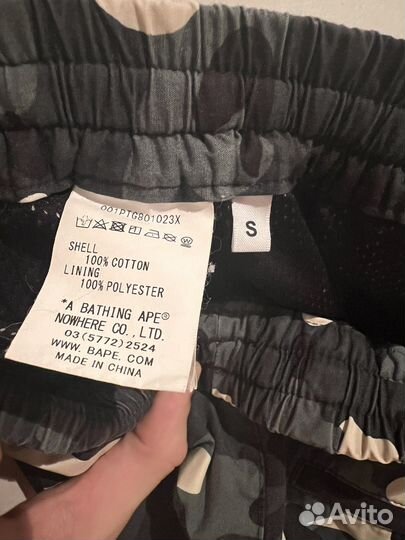 001PTG801023X
S
SHELL
100% COTTON
LINING
100% POLYESTER
*A BATHING APE®
NOWHERE CO., LTD.
03(5772)2524
WWW. BAPE. COM
MADE IN CHINA
Avito